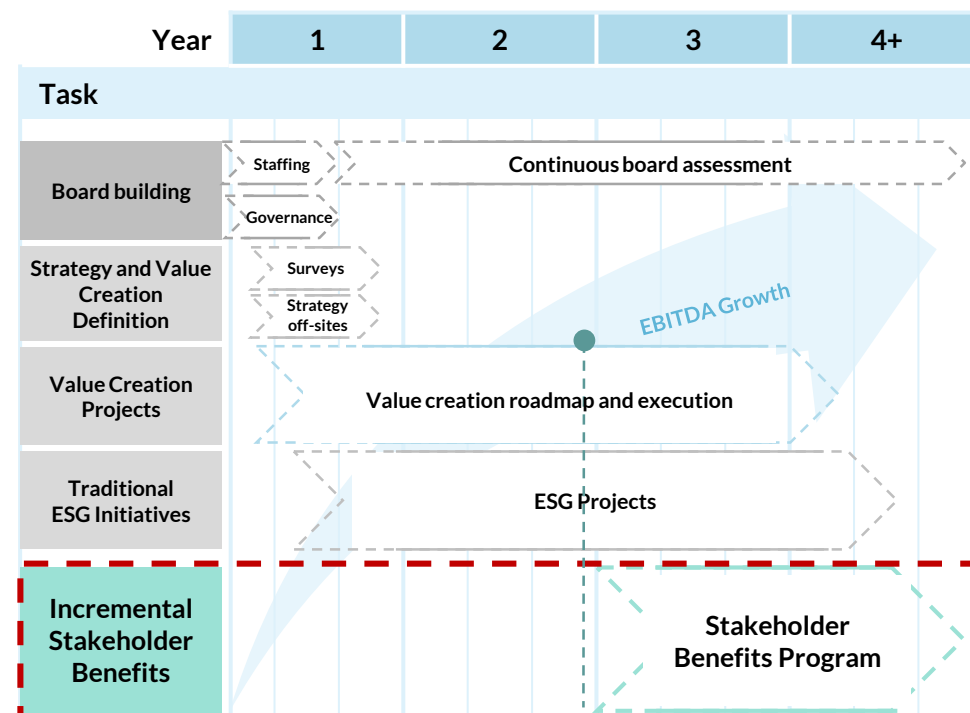 Year 1 2 3 4+
Task
Board building
Staffing
Continuous board assessment
Governance
Strategy and Value
Creation
Definition
Surveys
Strategy
off-sites
EBITDA Growth
Value Creation
Projects
Value creation roadmap and execution
Traditional
ESG Initiatives
ESG Projects
Incremental
Stakeholder
Benefits
Stakeholder
Benefits Program